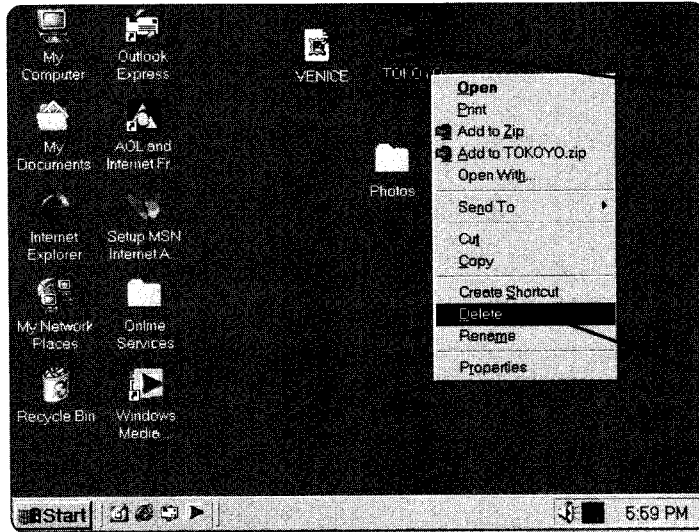 My
Computer
Outlook
Express
VENICE
TOKOYO
My
Documents
AOL and
Internet Fr...
Photos
Internet
Explorer
Setup MSN
Internet A...
My Network
Places
Online
Services
Recycle Bin
Windows
Media ...
Open
Print
Add to Zip
Add to TOKOYO.zip
Open With...
Send To
Cut
Copy
Create Shortcut
Delete
Rename
Properties
Start
5:59 PM